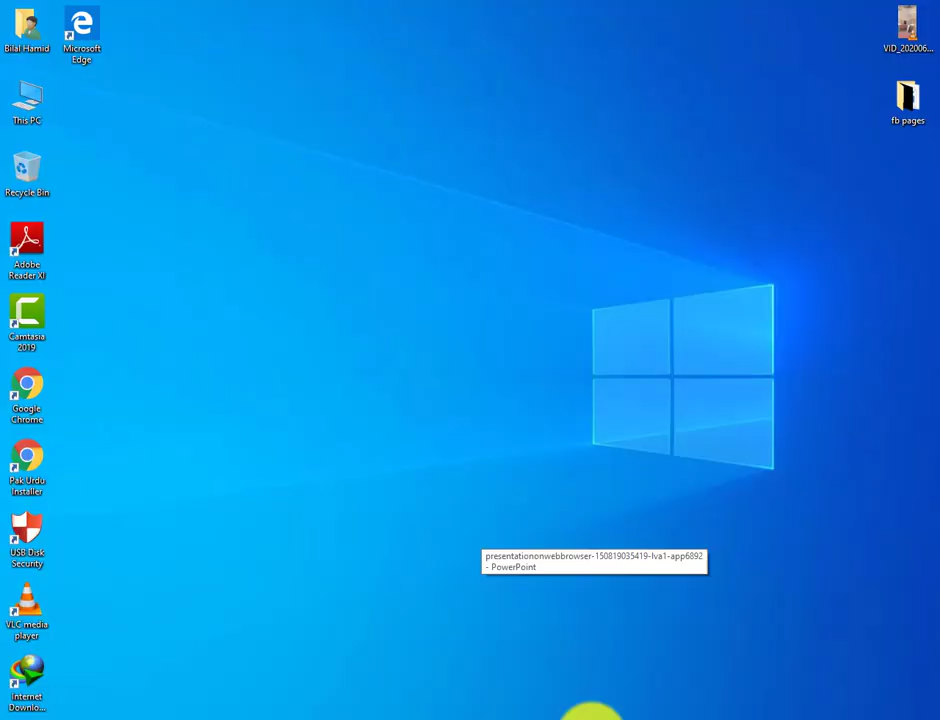 Bilal Hamid
Microsoft
Edge
This PC
Recycle Bin
Adobe
Reader XI
Camtasia
2019
Google
Chrome
Pak Urdu
Installer
USB Disk
Security
VLC media
player
Internet
Downlo...
VID_202006...
fb pages
presentationonwebbrowser-150819035419-lva1-app6892
- PowerPoint